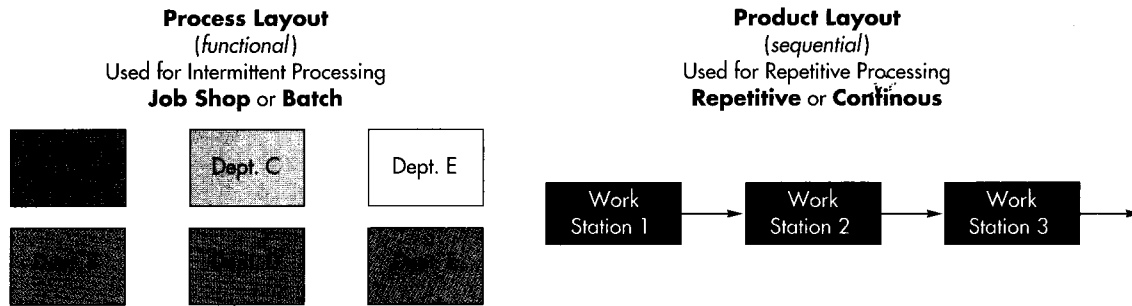 Process Layout
(functional)
Used for Intermittent Processing
Job Shop or Batch
Dept. C
Dept. E
Product Layout
(sequential)
Used for Repetitive Processing
Repetitive or Continous
Work
Station 1
Work
Station 2
Work
Station 3